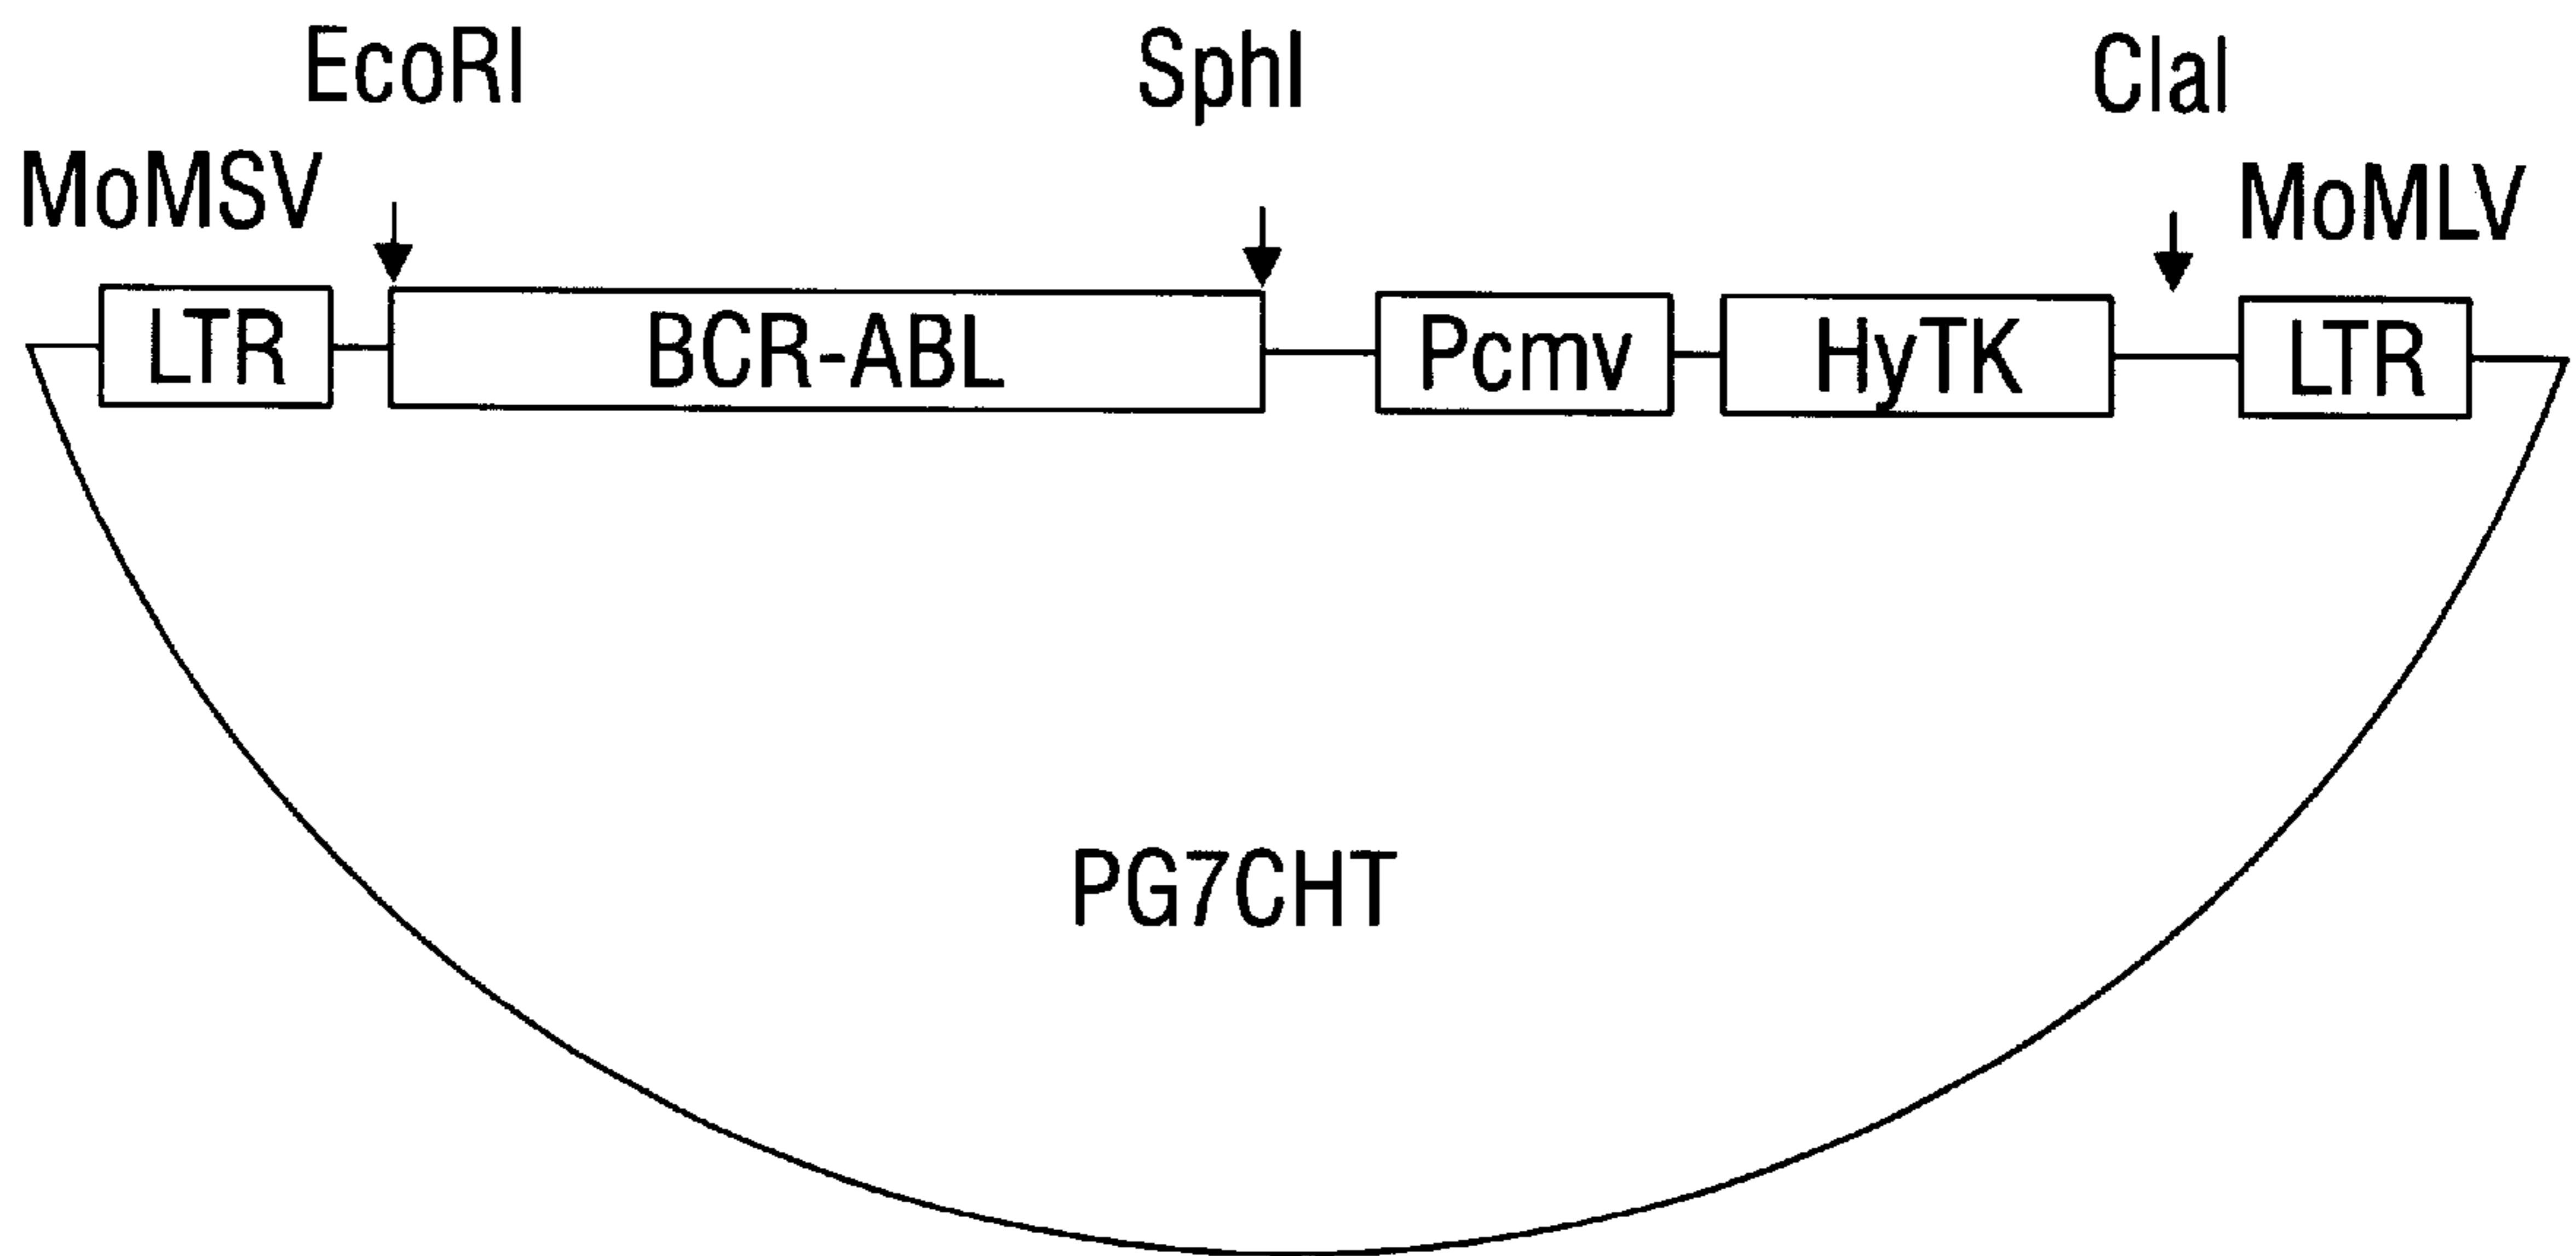 EcoRI SphI ClaI
MoMSV MoMLV
LTR BCR-ABL Pcmv HyTK LTR
PG7CHT